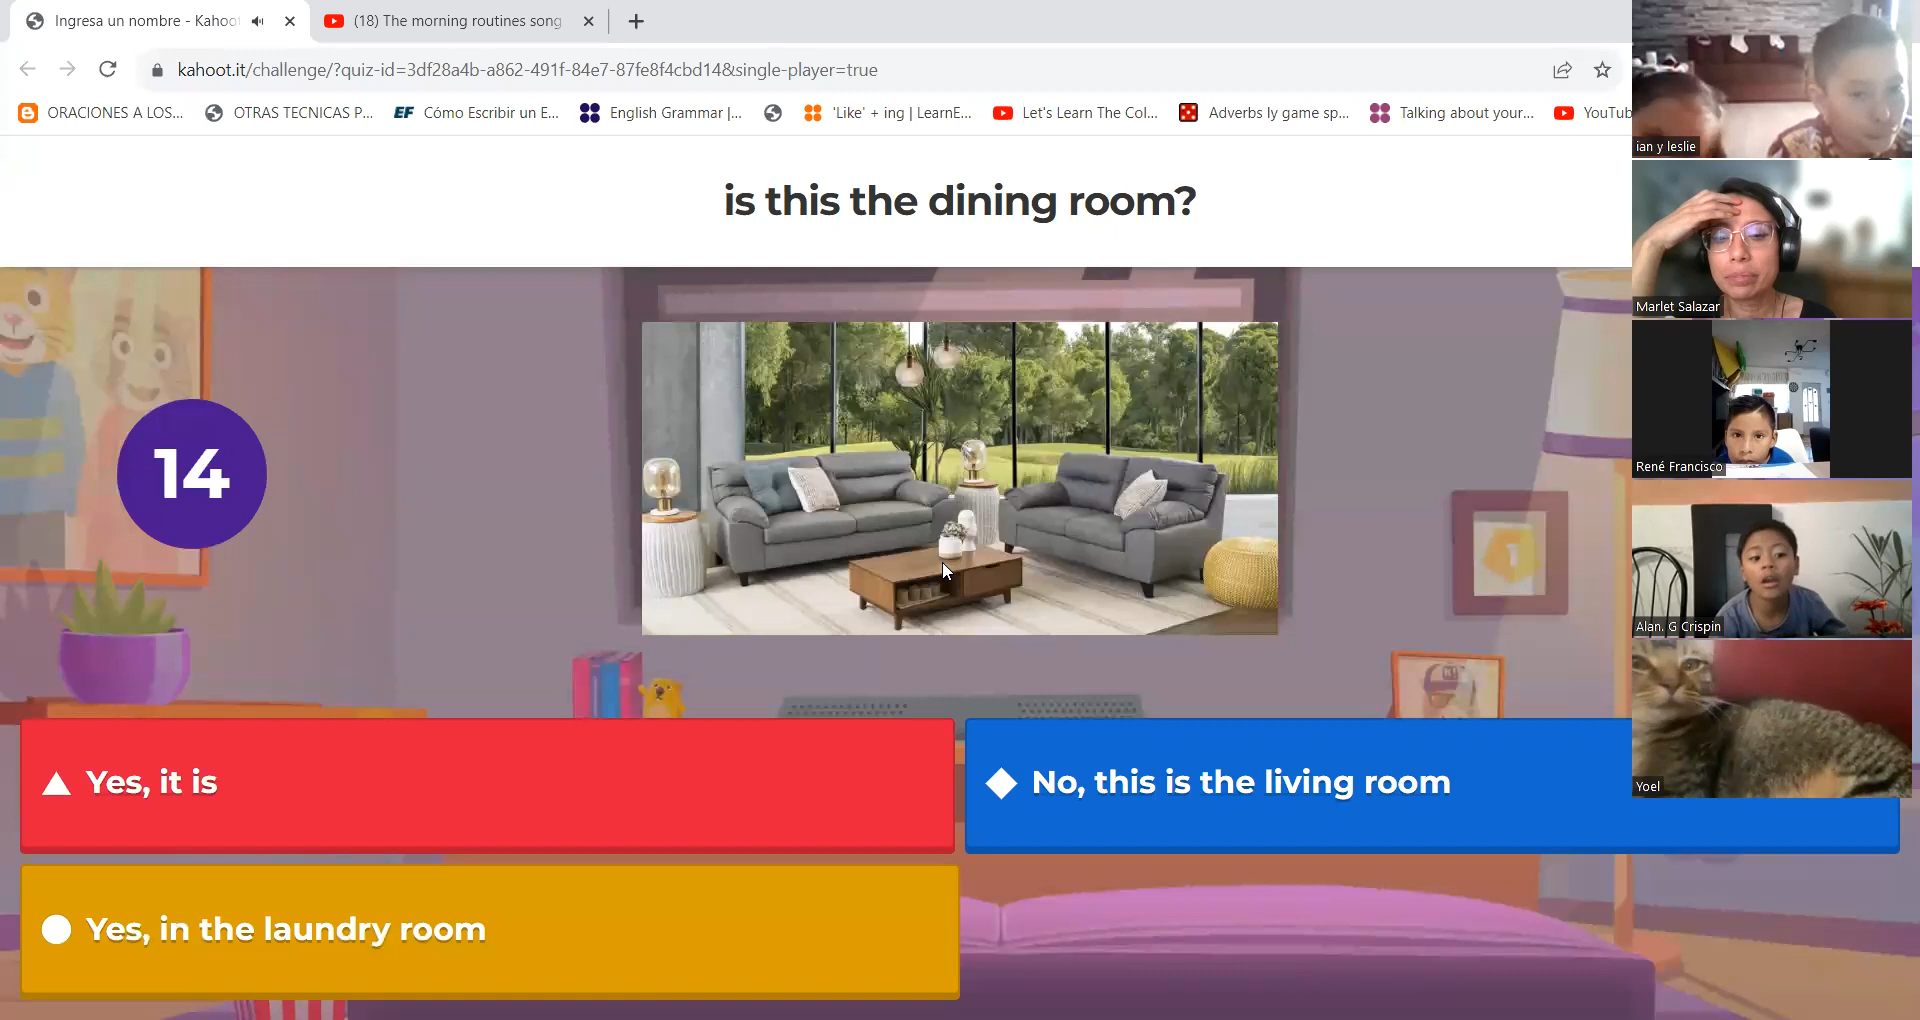 Ingresa un nombre - Kahoo
(18) The morning routines song
kahoot.it/challenge/?quiz-id=3df28a4b-a862-491f-84e7-87fe8f4cbd14&single-player=true
ORACIONES A LOS...
OTRAS TECNICAS P...
EF
Cómo Escribir un E...
English Grammar |...
'Like' + ing | LearnE...
Let's Learn The Col...
Adverbs ly game sp...
Talking about your...
YouTub
is this the dining room?
14
1
Yes, it is
No, this is the living room
Yes, in the laundry room
ian y leslie
Marlet Salazar
René Francisco
Alan. G Crispin
Yoel